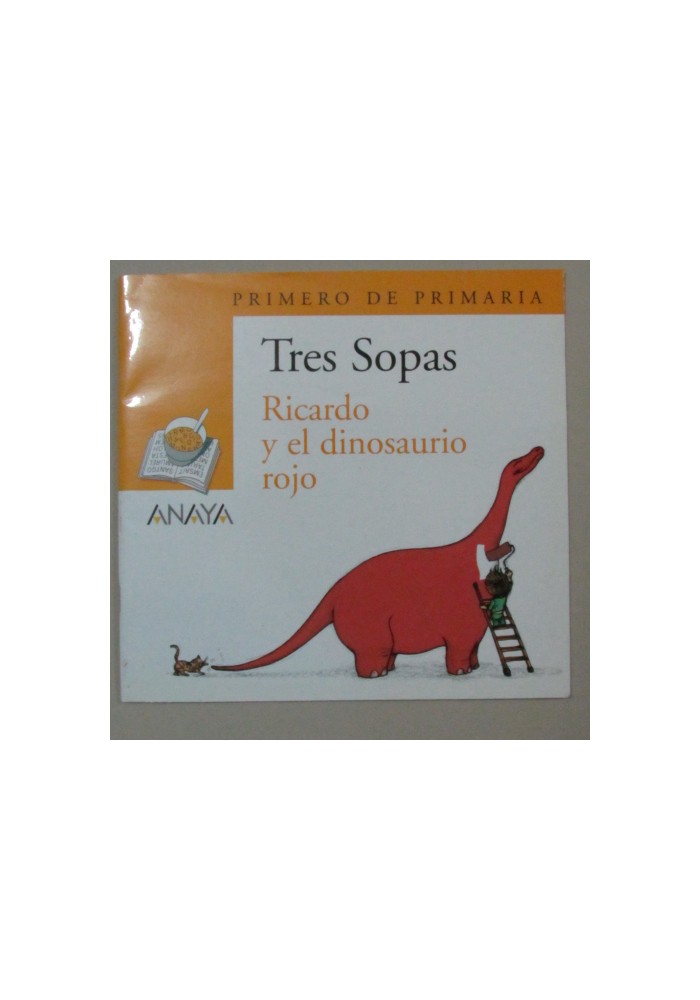 PRIMERO DE PRIMARIA
Tres Sopas
Ricardo
y el dinosaurio
rojo
ANAYA